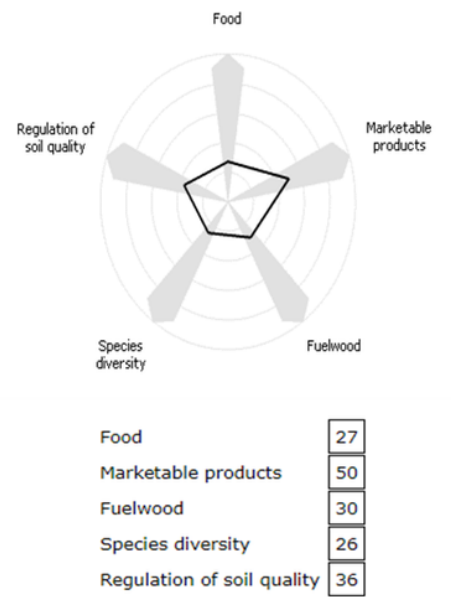 Food
Marketable
products
Regulation of
soil quality
Species
diversity
Fuelwood
Food 27
Marketable products 50
Fuelwood 30
Species diversity 26
Regulation of soil quality 36